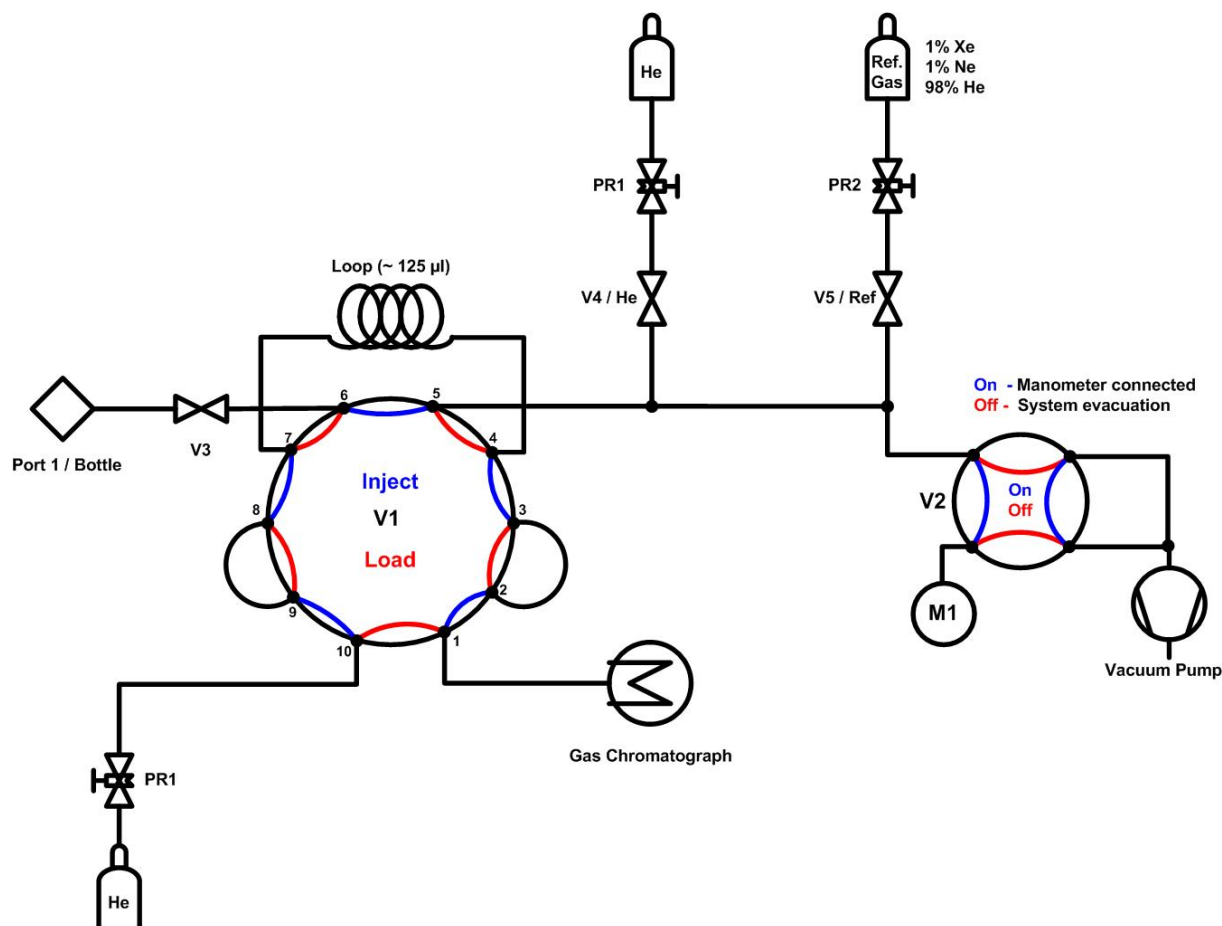 He
Ref.
Gas
1% Xe
1% Ne
98% He
PR1
PR2
Loop (~ 125 µl)
V4 / He
V5 / Ref
On - Manometer connected
Off - System evacuation
Port 1 / Bottle
V3
6
5
7
4
Inject
V1
Load
8
3
9
2
10
1
V2
On
Off
M1
Vacuum Pump
Gas Chromatograph
PR1
He